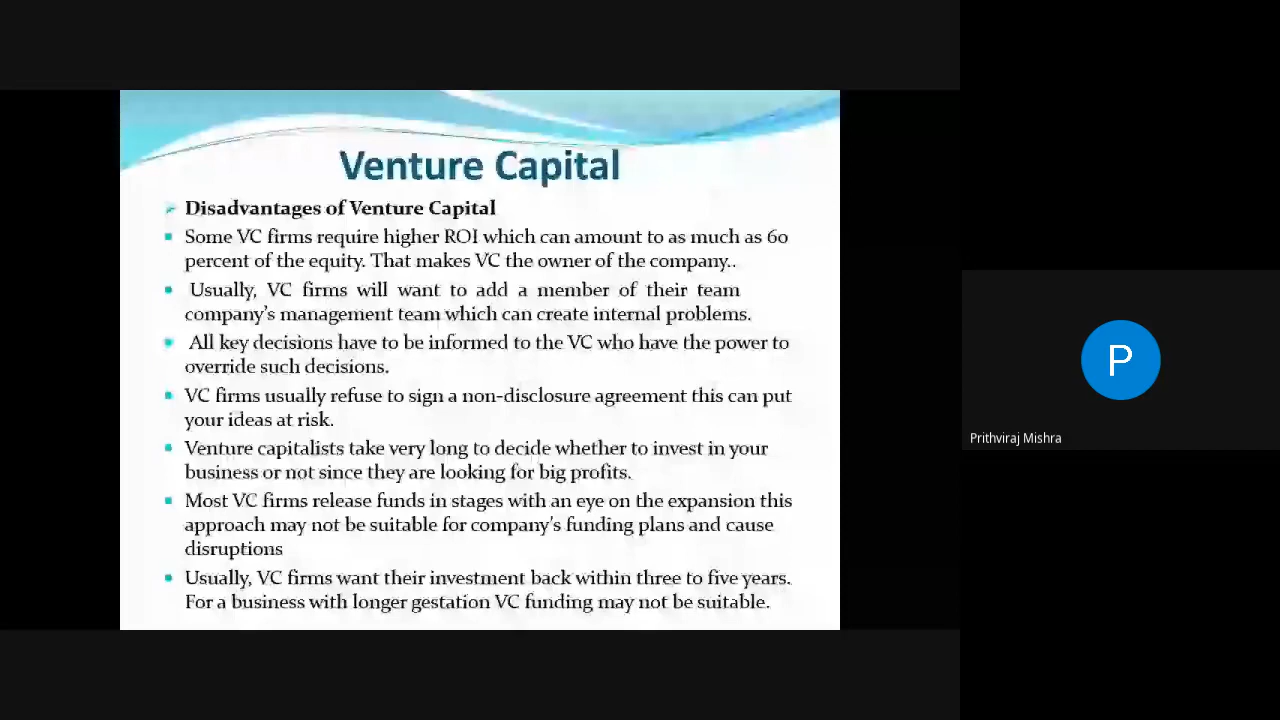 Venture Capital
Disadvantages of Venture Capital
Some VC firms require higher ROI which can amount to as much as 60
percent of the equity. That makes VC the owner of the company..
Usually, VC firms will want to add a member of their team
company's management team which can create internal problems.
All key decisions have to be informed to the VC who have the power to
override such decisions.
VC firms usually refuse to sign a non-disclosure agreement this can put
your ideas at risk.
Venture capitalists take very long to decide whether to invest in your
business or not since they are looking for big profits.
Most VC firms release funds in stages with an eye on the expansion this
approach may not be suitable for company's funding plans and cause
disruptions
Usually, VC firms want their investment back within three to five years.
For a business with longer gestation VC funding may not be suitable.
P
Prithviraj Mishra